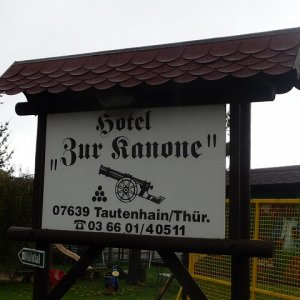 Hotel
„Zur Kanone"
07639 Tautenhain/Thür.
☎03 66 01/40511